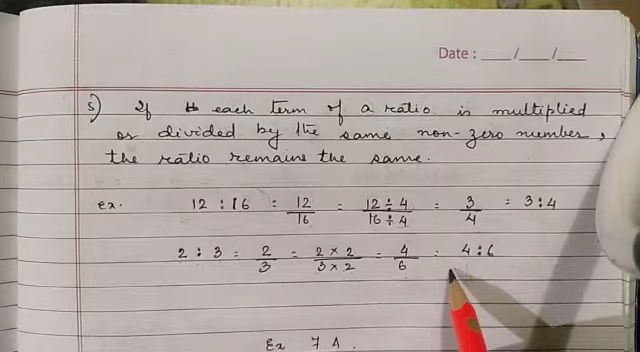 Date : ___/___/___
5) If each term of a ratio is multiplied
or divided by the same non-zero number,
the ratio remains the same.
ex. 12 : 16 = 12/16 = 12 ÷ 4/16 ÷ 4 = 3/4 = 3 : 4
2 : 3 = 2/3 = 2 × 2/3 × 2 = 4/6 = 4 : 6
Ex 7 A.